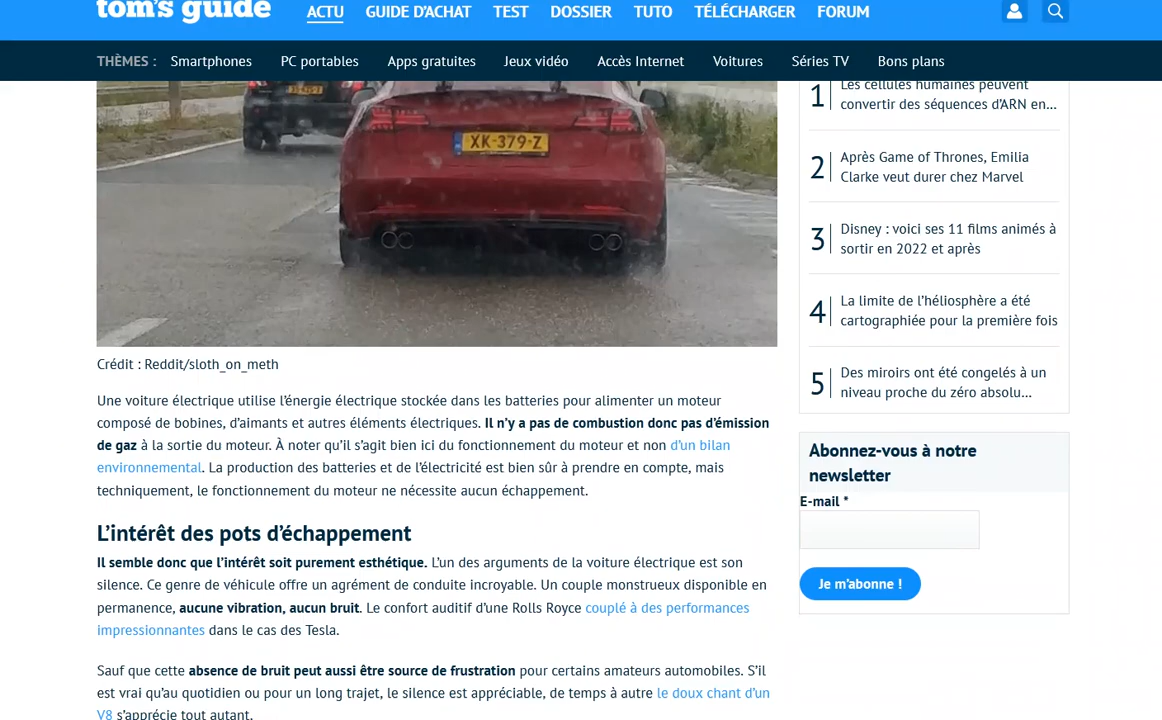 tom's guide
ACTU GUIDE D'ACHAT TEST DOSSIER TUTO TÉLÉCHARGER FORUM
THÈMES : Smartphones PC portables Apps gratuites Jeux vidéo Accès Internet Voitures Séries TV Bons plans
XK-379-Z
Crédit : Reddit/sloth_on_meth
Une voiture électrique utilise l’énergie électrique stockée dans les batteries pour alimenter un moteur
composé de bobines, d’aimants et autres éléments électriques. Il n’y a pas de combustion donc pas d’émission
de gaz à la sortie du moteur. À noter qu’il s’agit bien ici du fonctionnement du moteur et non d’un bilan
environnemental. La production des batteries et de l’électricité est bien sûr à prendre en compte, mais
techniquement, le fonctionnement du moteur ne nécessite aucun échappement.
L’intérêt des pots d’échappement
Il semble donc que l’intérêt soit purement esthétique. L’un des arguments de la voiture électrique est son
silence. Ce genre de véhicule offre un agrément de conduite incroyable. Un couple monstrueux disponible en
permanence, aucune vibration, aucun bruit. Le confort auditif d’une Rolls Royce couplé à des performances
impressionnantes dans le cas des Tesla.
Sauf que cette absence de bruit peut aussi être source de frustration pour certains amateurs automobiles. S’il
est vrai qu’au quotidien ou pour un long trajet, le silence est appréciable, de temps à autre le doux chant d’un
V8 s’apprécie tout autant.
1 Les cellules humaines peuvent
convertir des séquences d’ARN en...
2 Après Game of Thrones, Emilia
Clarke veut durer chez Marvel
3 Disney : voici ses 11 films animés à
sortir en 2022 et après
4 La limite de l’héliosphère a été
cartographiée pour la première fois
5 Des miroirs ont été congelés à un
niveau proche du zéro absolu...
Abonnez-vous à notre
newsletter
E-mail *
Je m’abonne !